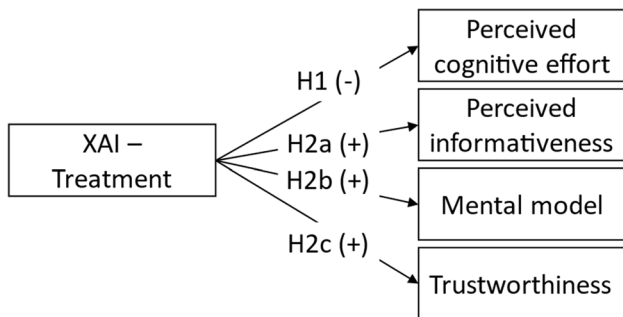 XAI –
Treatment
H1 (-)
H2a (+)
H2b (+)
H2c (+)
Perceived
cognitive effort
Perceived
informativeness
Mental model
Trustworthiness